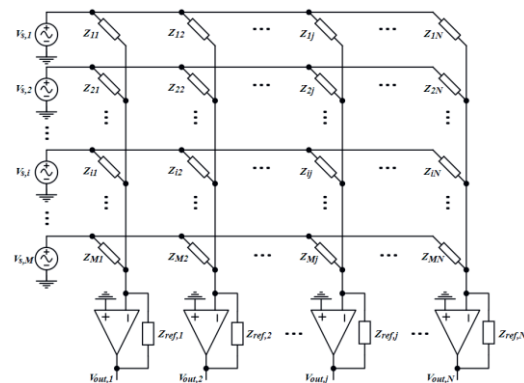 Vs,1 Z11 Z12 ... Z1j ... Z1N
Vs,2 Z21 Z22 ... Z2j ... Z2N
... ... ... ... ...
Vs,i Zi1 Zi2 ... Zij ... ZiN
... ... ... ... ...
Vs,M ZM1 ZM2 ... ZMj ... ZMN
+ − Zref,1 + − Zref,2 ... + − Zref,j ... + − Zref,N
Vout,1 Vout,2 Vout,j Vout,N